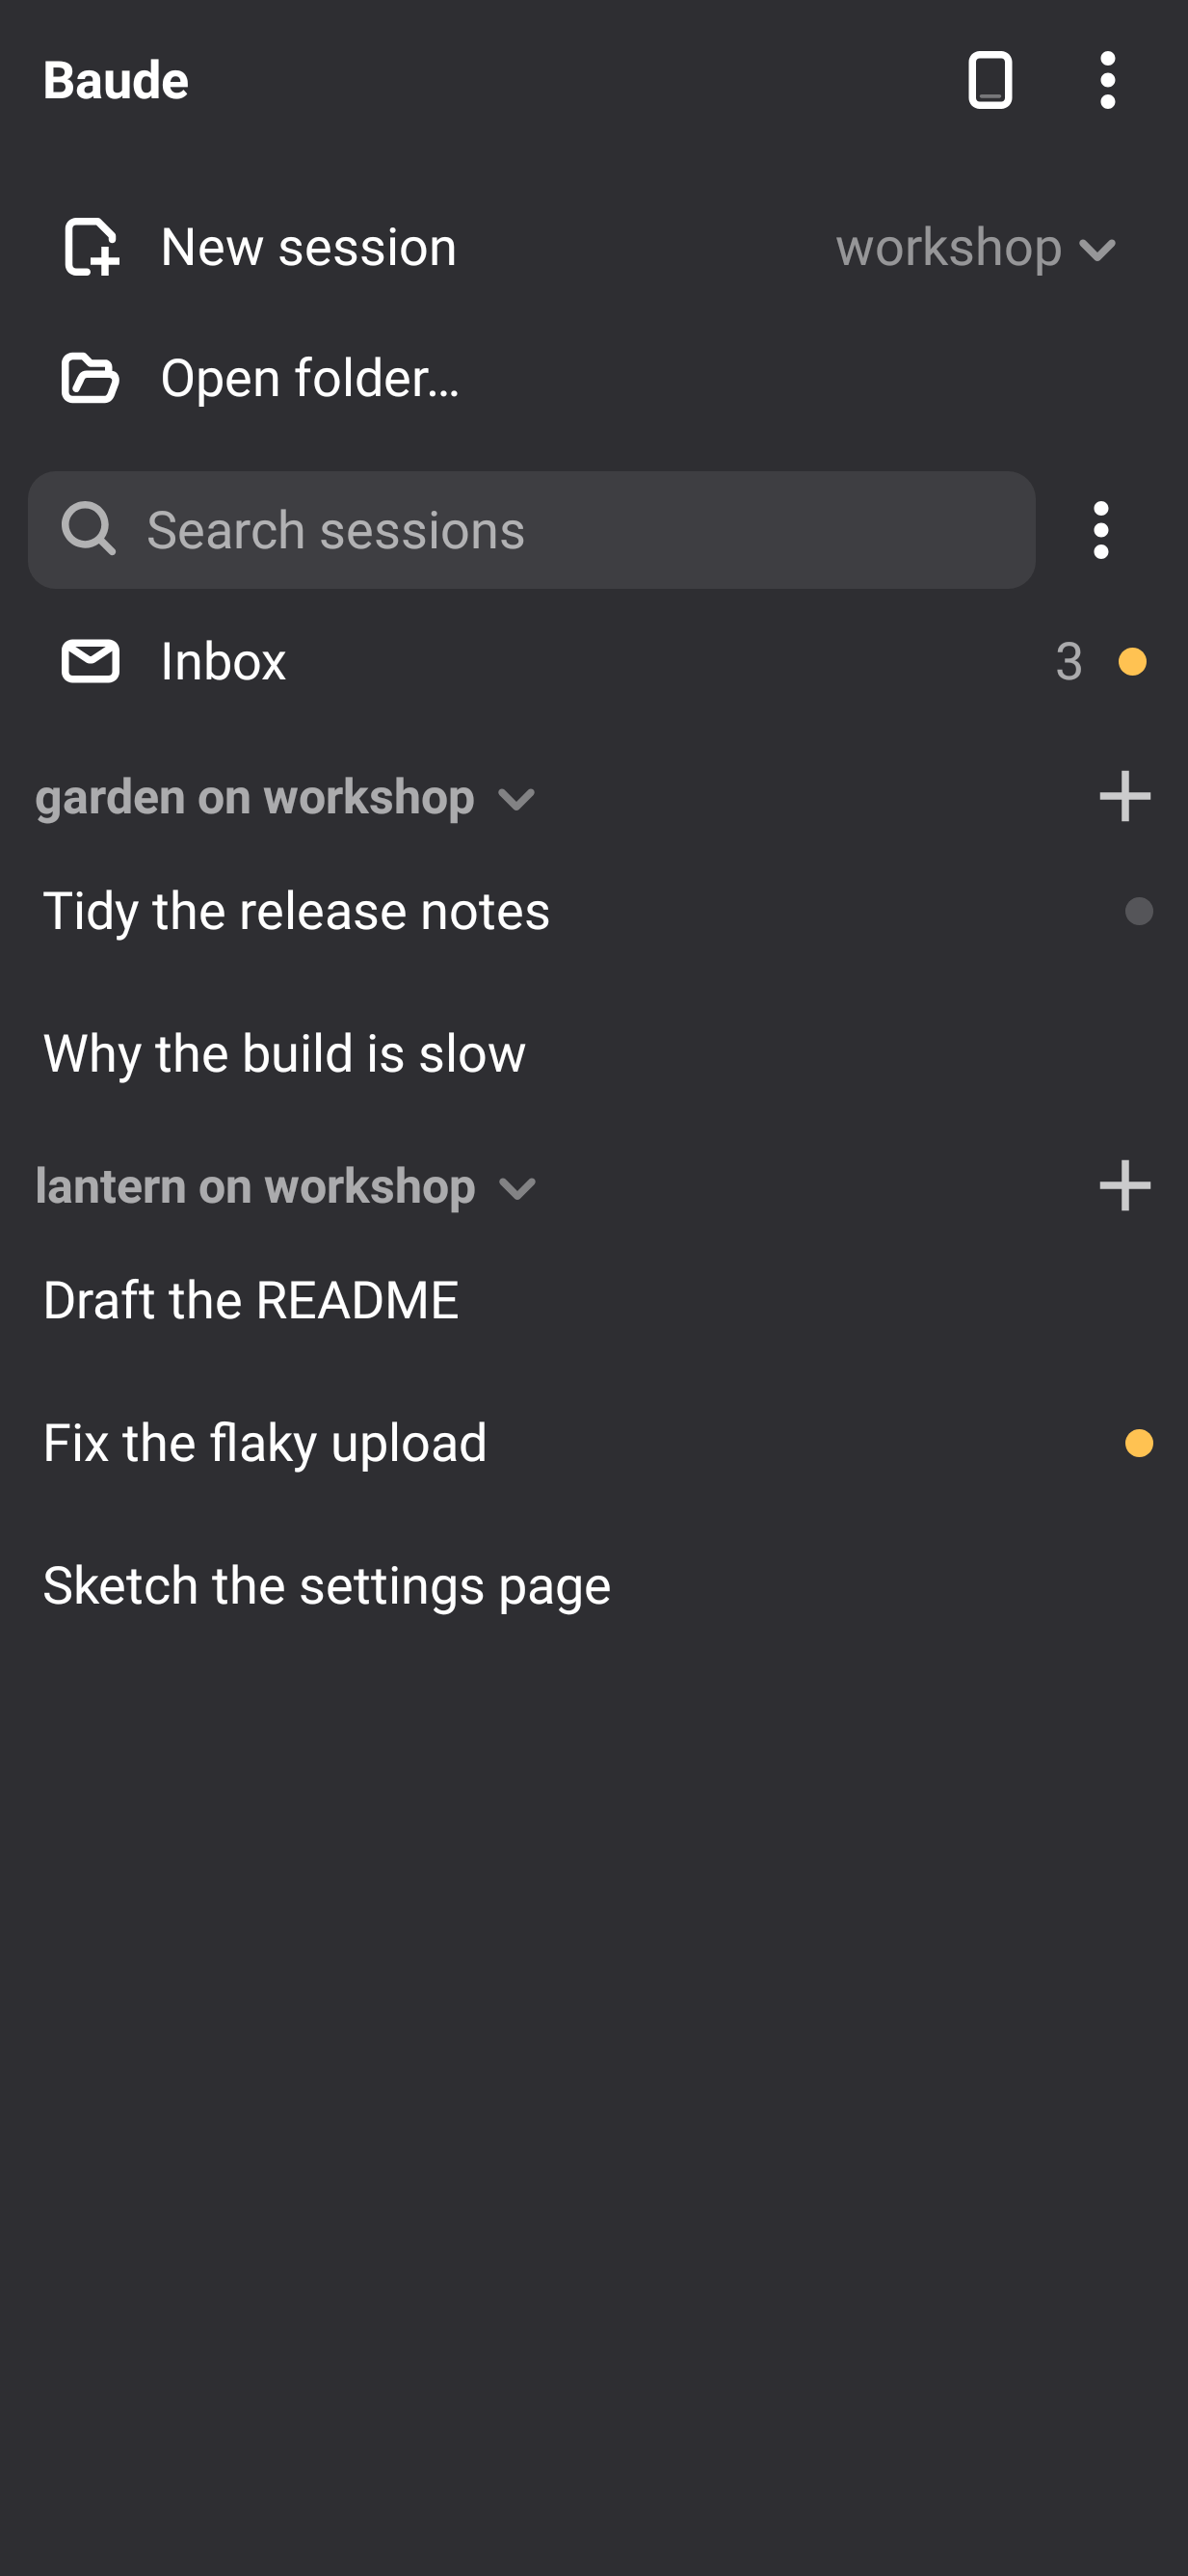 Baude
New session workshop
Open folder...
Search sessions
Inbox 3
garden on workshop
Tidy the release notes
Why the build is slow
lantern on workshop
Draft the README
Fix the flaky upload
Sketch the settings page